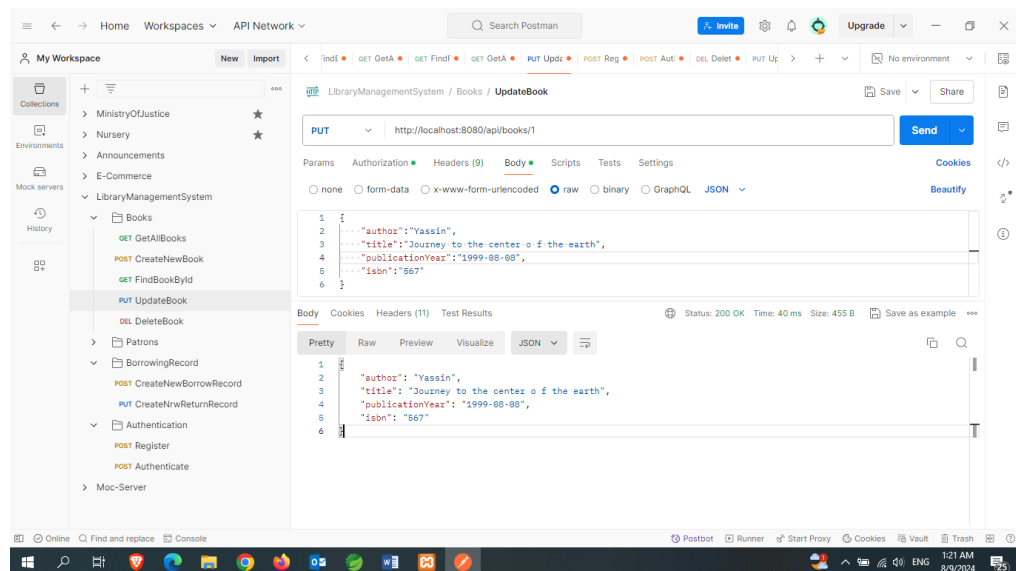 Home Workspaces API Network Search Postman Invite Upgrade
My Workspace New Import GET GetA GET FindF GET GetA PUT Upda POST Reg POST Aut DEL Delet PUT Up No environment
Collections
Environments
Mock servers
History
MinistryOfJustice
Nursery
Announcements
E-Commerce
LibraryManagementSystem
Books
GET GetAllBooks
POST CreateNewBook
GET FindBookById
PUT UpdateBook
DEL DeleteBook
Patrons
BorrowingRecord
POST CreateNewBorrowRecord
PUT CreateNrwReturnRecord
Authentication
POST Register
POST Authenticate
Moc-Server
HTTP LibraryManagementSystem / Books / UpdateBook Save Share
PUT http://localhost:8080/api/books/1 Send
Params Authorization Headers (9) Body Scripts Tests Settings Cookies
none form-data x-www-form-urlencoded raw binary GraphQL JSON Beautify
1 {
2 "author":"Yassin",
3 "title":"Journey to the center o f the earth",
4 "publicationYear":"1999-08-08",
5 "isbn":"567"
6 }
Body Cookies Headers (11) Test Results Status: 200 OK Time: 40 ms Size: 455 B Save as example
Pretty Raw Preview Visualize JSON
1 {
2 "author": "Yassin",
3 "title": "Journey to the center o f the earth",
4 "publicationYear": "1999-08-08",
5 "isbn": "567"
6 }
Online Find and replace Console Postbot Runner Start Proxy Cookies Vault Trash
ENG 1:21 AM
8/9/2024 25